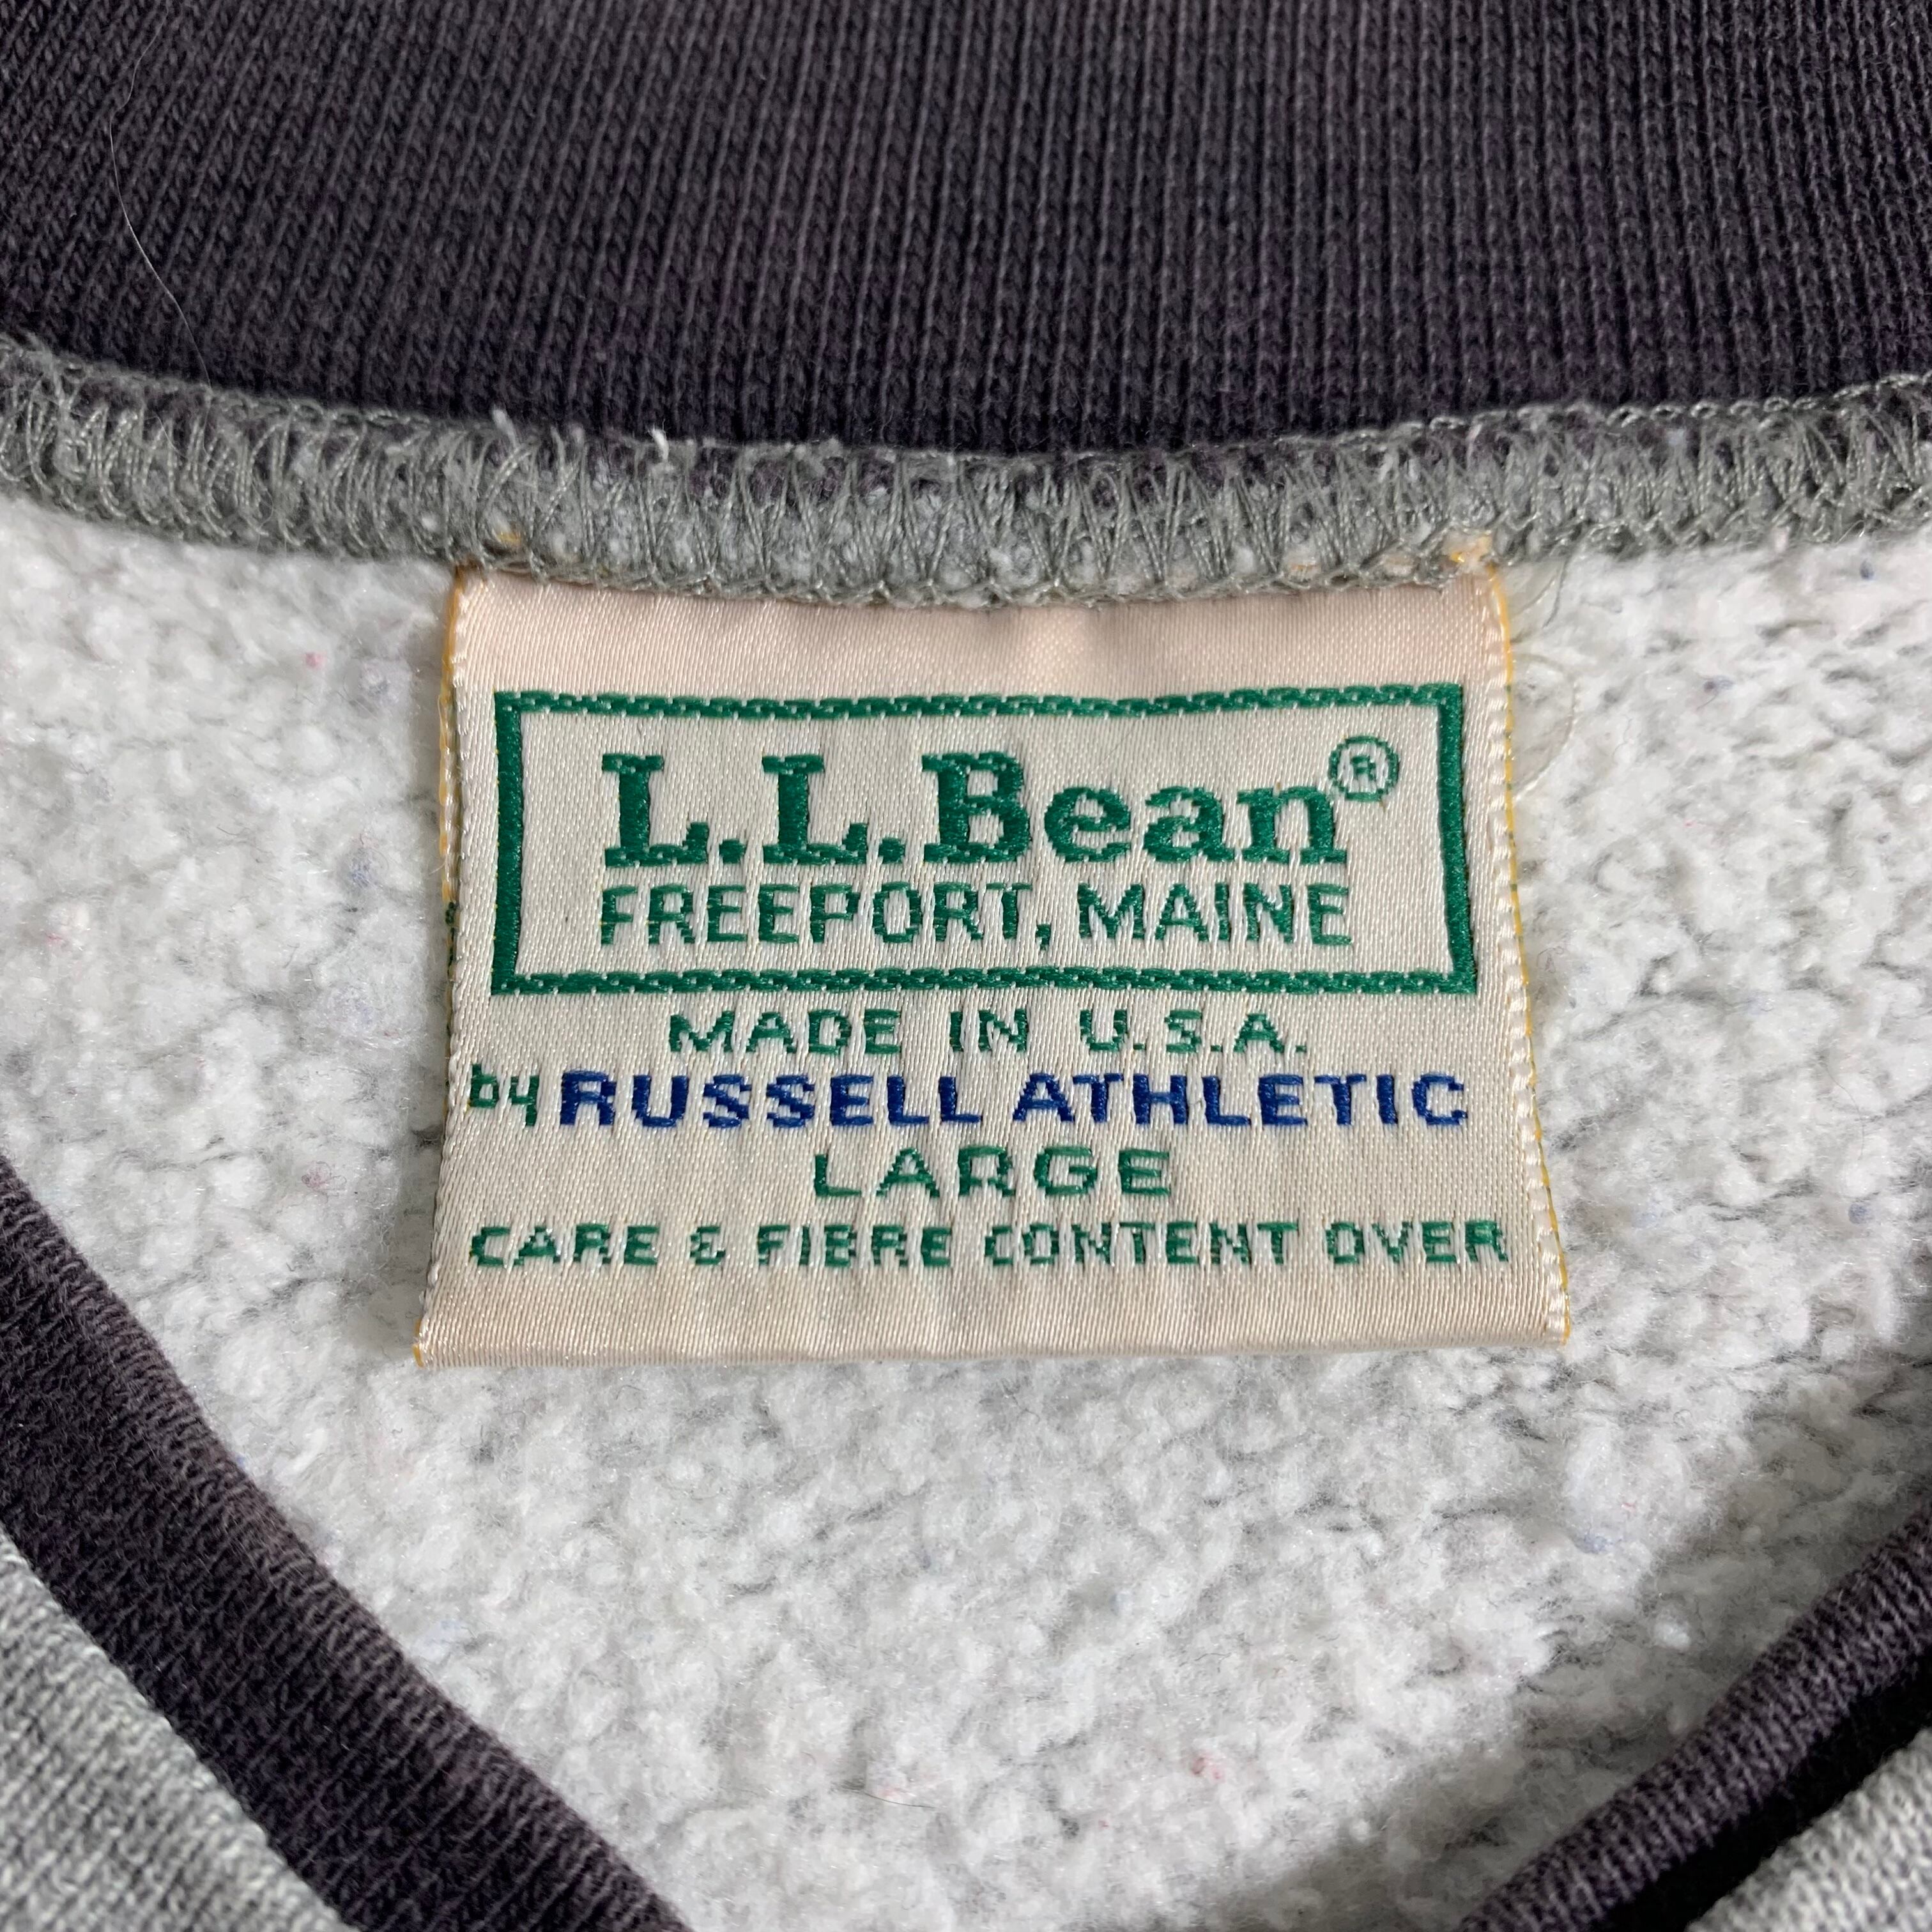 L.L.Bean®
FREEPORT, MAINE
MADE IN U.S.A.
by RUSSELL ATHLETIC
LARGE
CARE & FIBRE CONTENT OVER